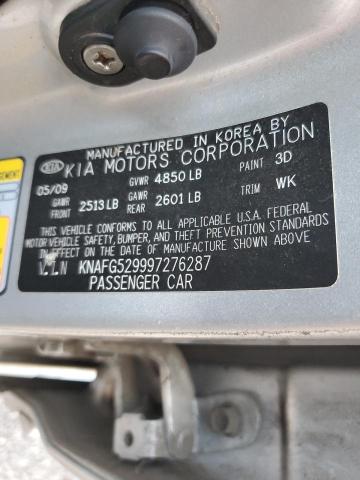 MANUFACTURED IN KOREA BY
KIA KIA MOTORS CORPORATION
05/09 GVWR 4850 LB PAINT 3D
GAWR FRONT 2513 LB GAWR REAR 2601 LB TRIM WK
THIS VEHICLE CONFORMS TO ALL APPLICABLE U.S.A. FEDERAL
MOTOR VEHICLE SAFETY, BUMPER, AND THEFT PREVENTION STANDARDS
IN EFFECT ON THE DATE OF MANUFACTURE SHOWN ABOVE
V.I.N KNAFG529997276287
PASSENGER CAR